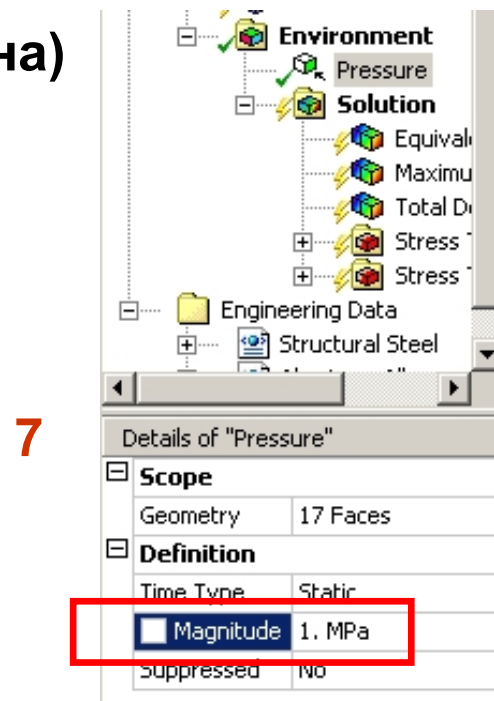 на)
Environment
Pressure
Solution
Equival
Maximu
Total D
Stress
Stress
Engineering Data
Structural Steel
7
Details of "Pressure"
Scope
Geometry 17 Faces
Definition
Time Type Static
Magnitude 1. MPa
Suppressed No